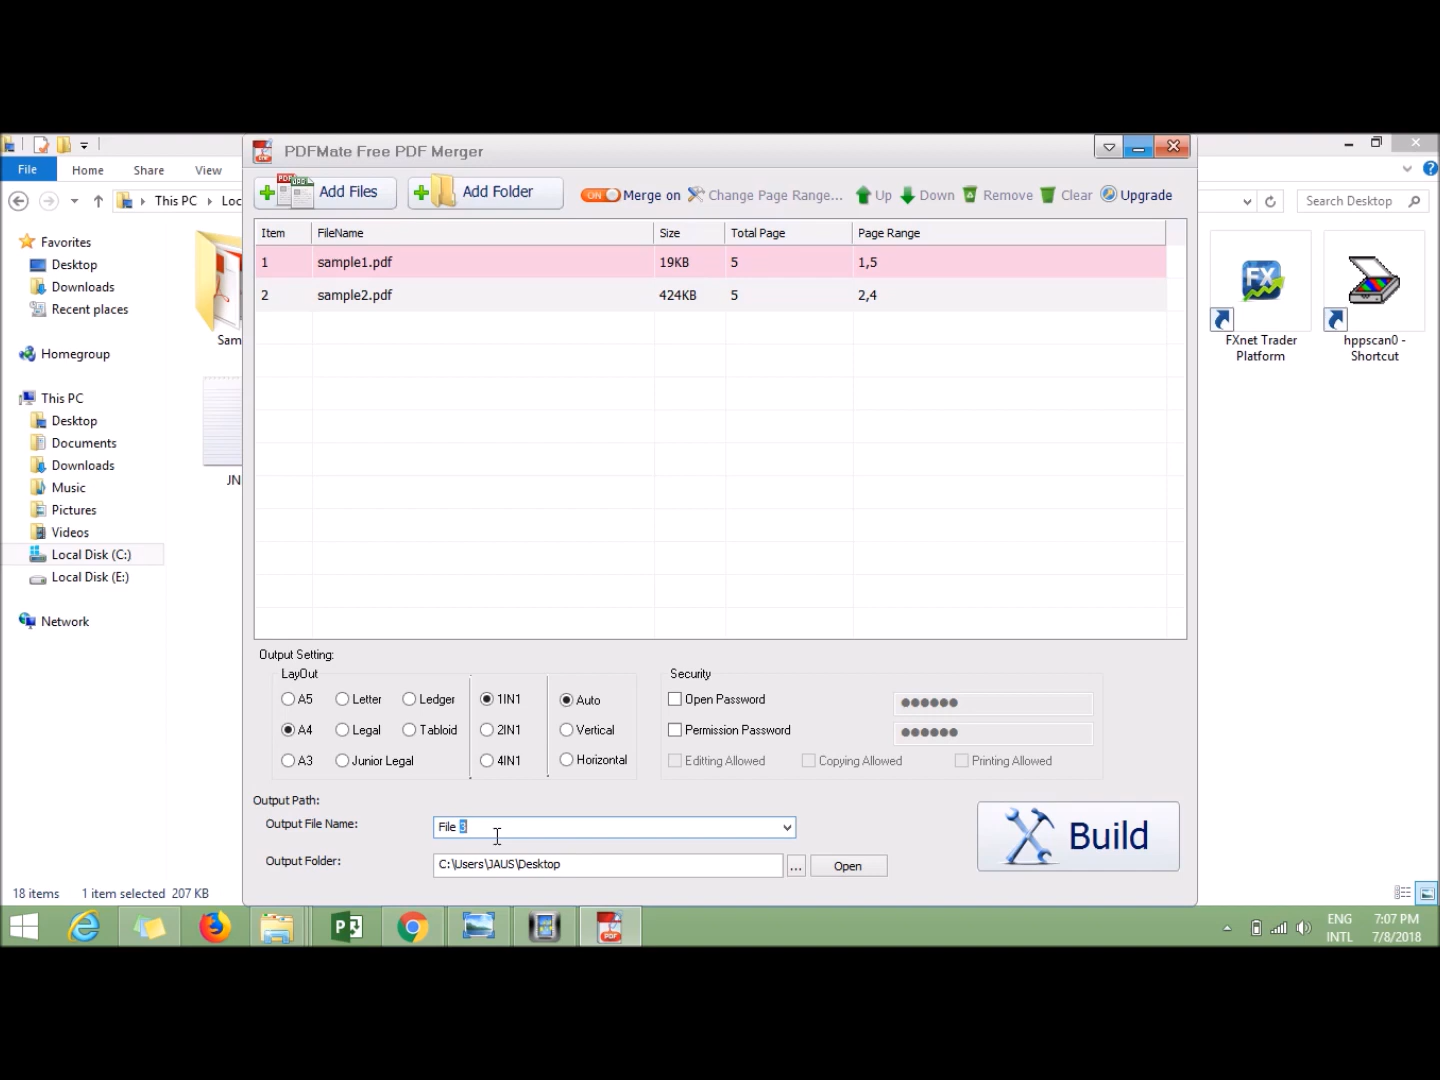 PDFMate Free PDF Merger
File Home Share View
Add Files Add Folder ON Merge on Change Page Range... Up Down Remove Clear Upgrade
This PC Loc Search Desktop
Item FileName Size Total Page Page Range
1 sample1.pdf 19KB 5 1,5
2 sample2.pdf 424KB 5 2,4
Favorites
Desktop
Downloads
Recent places
Homegroup
This PC
Desktop
Documents
Downloads
Music
Pictures
Videos
Local Disk (C:)
Local Disk (E:)
Network
Sam
JN
FXnet Trader
Platform
hppscan0 -
Shortcut
Output Setting:
LayOut
A5 Letter Ledger 1IN1 Auto
A4 Legal Tabloid 2IN1 Vertical
A3 Junior Legal 4IN1 Horizontal
Security
Open Password
Permission Password
Editting Allowed Copying Allowed Printing Allowed
Output Path:
Output File Name: File 3
Output Folder: C:\Users\JAUS\Desktop ... Open
Build
18 items 1 item selected 207 KB
ENG 7:07 PM
INTL 7/8/2018